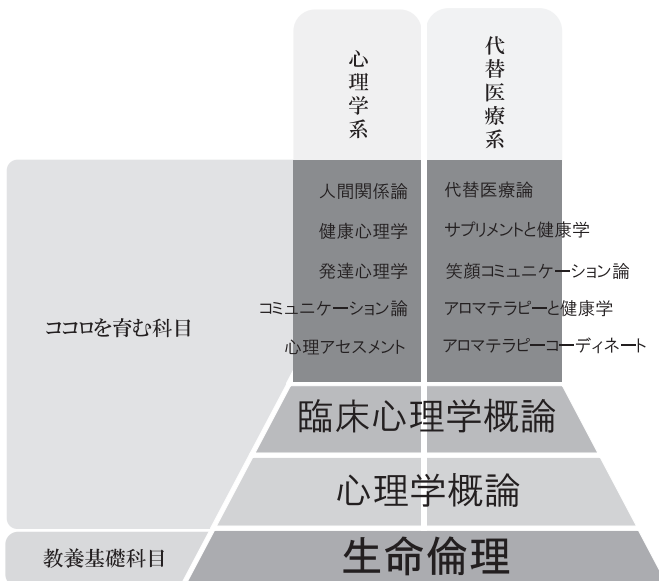 心理学系
代替医療系
人間関係論
健康心理学
発達心理学
コミュニケーション論
心理アセスメント
代替医療論
サプリメントと健康学
笑顔コミュニケーション論
アロマテラピーと健康学
アロマテラピーコーディネート
ココロを育む科目
臨床心理学概論
心理学概論
教養基礎科目
生命倫理